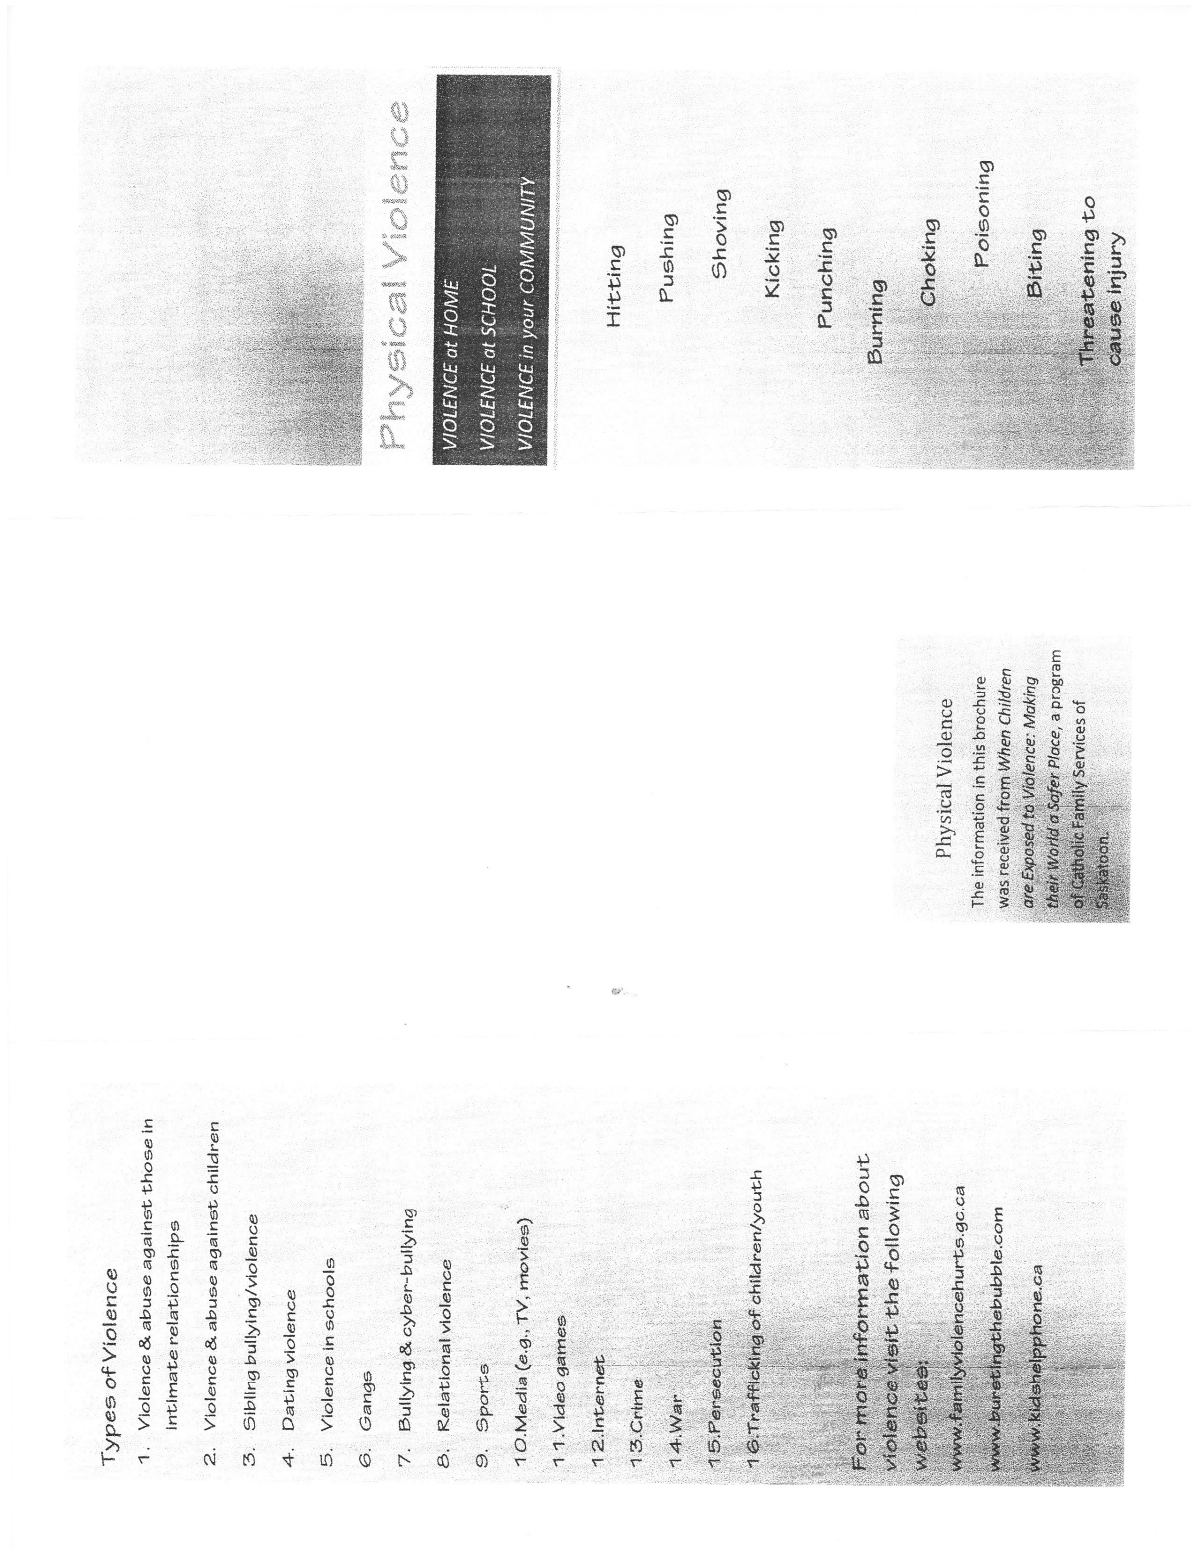 Types of Violence
1. Violence & abuse against those in
intimate relationships
2. Violence & abuse against children
3. Sibling bullying/violence
4. Dating violence
5. Violence in schools
6. Gangs
7. Bullying & cyber-bullying
8. Relational violence
9. Sports
10.Media (e.g., TV, movies)
11.Video games
12.Internet
13.Crime
14.War
15.Persecution
16.Trafficking of children/youth
For more information about
violence visit the following
websites:
www.familyviolencehurts.gc.ca
www.burstingthebubble.com
www.kidshelpphone.ca
Physical Violence
The information in this brochure
was received from When Children
are Exposed to Violence: Making
their World a Safer Place, a program
of Catholic Family Services of
Saskatoon.
Physical Violence
VIOLENCE at HOME
VIOLENCE at SCHOOL
VIOLENCE in your COMMUNITY
Hitting
Pushing
Shoving
Kicking
Punching
Burning
Choking
Poisoning
Biting
Threatening to
cause injury